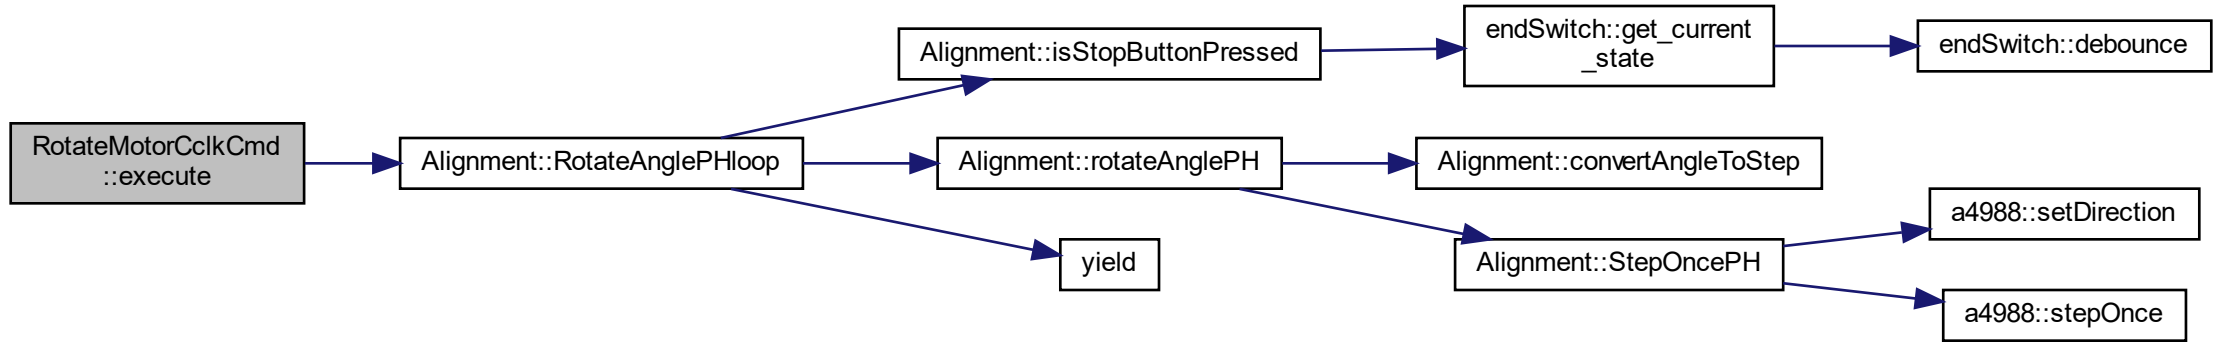 RotateMotorCclkCmd
::execute
Alignment::RotateAnglePHloop
Alignment::isStopButtonPressed
endSwitch::get_current
_state
endSwitch::debounce
Alignment::rotateAnglePH
Alignment::convertAngleToStep
Alignment::StepOncePH
a4988::setDirection
a4988::stepOnce
yield